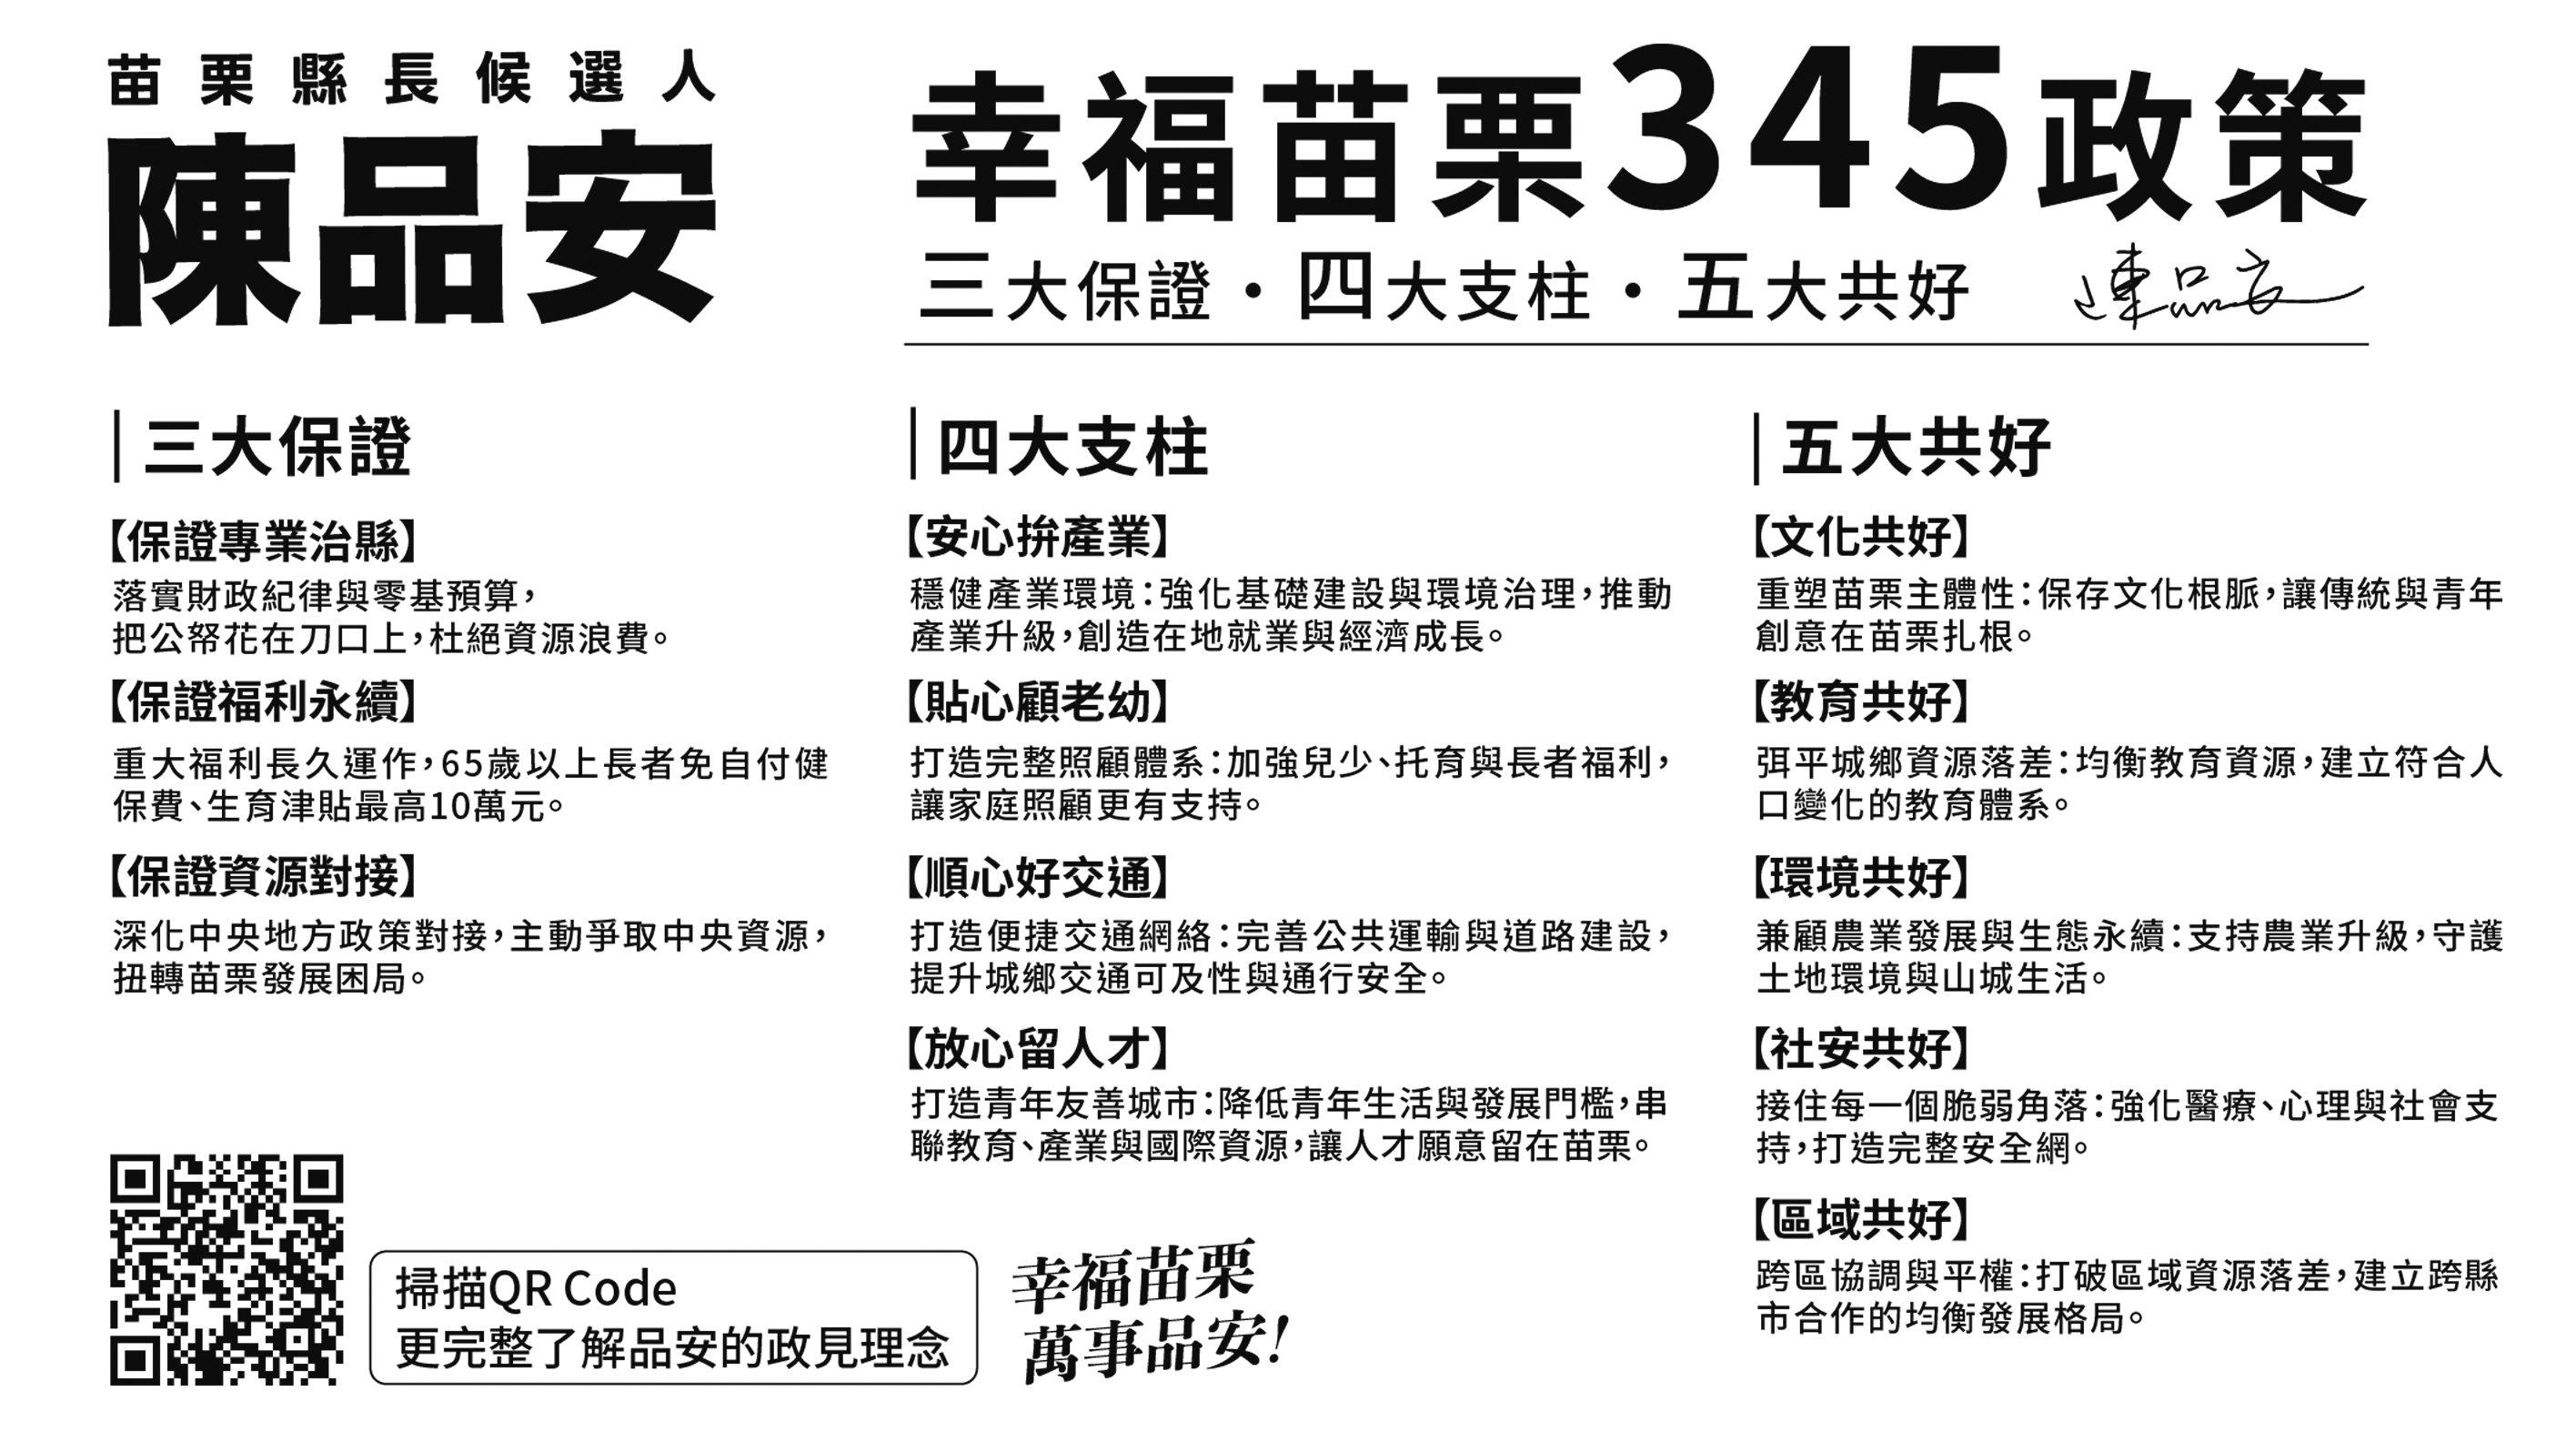 苗栗縣長候選人
陳品安
幸福苗栗345政策
三大保證・四大支柱・五大共好
陳品安
三大保證
【保證專業治縣】
落實財政紀律與零基預算，
把公帑花在刀口上，杜絕資源浪費。
【保證福利永續】
重大福利長久運作，65歲以上長者免自付健
保費、生育津貼最高10萬元。
【保證資源對接】
深化中央地方政策對接，主動爭取中央資源，
扭轉苗栗發展困局。
四大支柱
【安心拚產業】
穩健產業環境：強化基礎建設與環境治理，推動
產業升級，創造在地就業與經濟成長。
【貼心顧老幼】
打造完整照顧體系：加強兒少、托育與長者福利，
讓家庭照顧更有支持。
【順心好交通】
打造便捷交通網絡：完善公共運輸與道路建設，
提升城鄉交通可及性與通行安全。
【放心留人才】
打造青年友善城市：降低青年生活與發展門檻，串
聯教育、產業與國際資源，讓人才願意留在苗栗。
五大共好
【文化共好】
重塑苗栗主體性：保存文化根脈，讓傳統與青年
創意在苗栗扎根。
【教育共好】
弭平城鄉資源落差：均衡教育資源，建立符合人
口變化的教育體系。
【環境共好】
兼顧農業發展與生態永續：支持農業升級，守護
土地環境與山城生活。
【社安共好】
接住每一個脆弱角落：強化醫療、心理與社會支
持，打造完整安全網。
【區域共好】
跨區協調與平權：打破區域資源落差，建立跨縣
市合作的均衡發展格局。
掃描QR Code
更完整了解品安的政見理念
幸福苗栗
萬事品安！